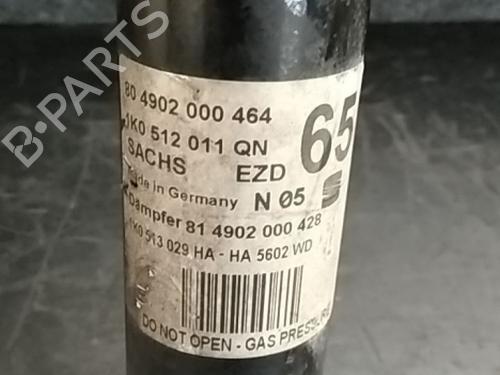 B-PARTS
80 4902 000 464
1K0 512 011 QN
65
SACHS EZD
Made in Germany N 05
Dämpfer 81 4902 000 428
1K0 513 029 HA - HA 5602 WD
DO NOT OPEN - GAS PRESSURE